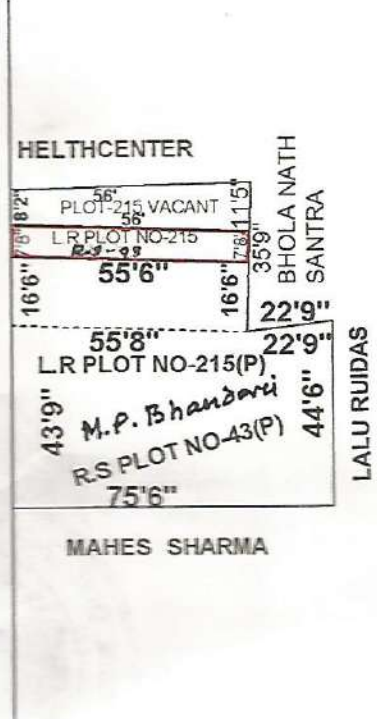 HELTHCENTER
56'
PLOT-215 VACANT
8'2"
11'5"
56'
L.R PLOT NO-215
7'8"
7'8"
35'9"
BHOLA NATH
SANTRA
55'6"
16'6"
16'6"
22'9"
55'8"
22'9"
L.R PLOT NO-215(P)
43'9"
M.P. Bhandari
44'6"
R.S PLOT NO-43(P)
75'6"
LALU RUIDAS
MAHES SHARMA